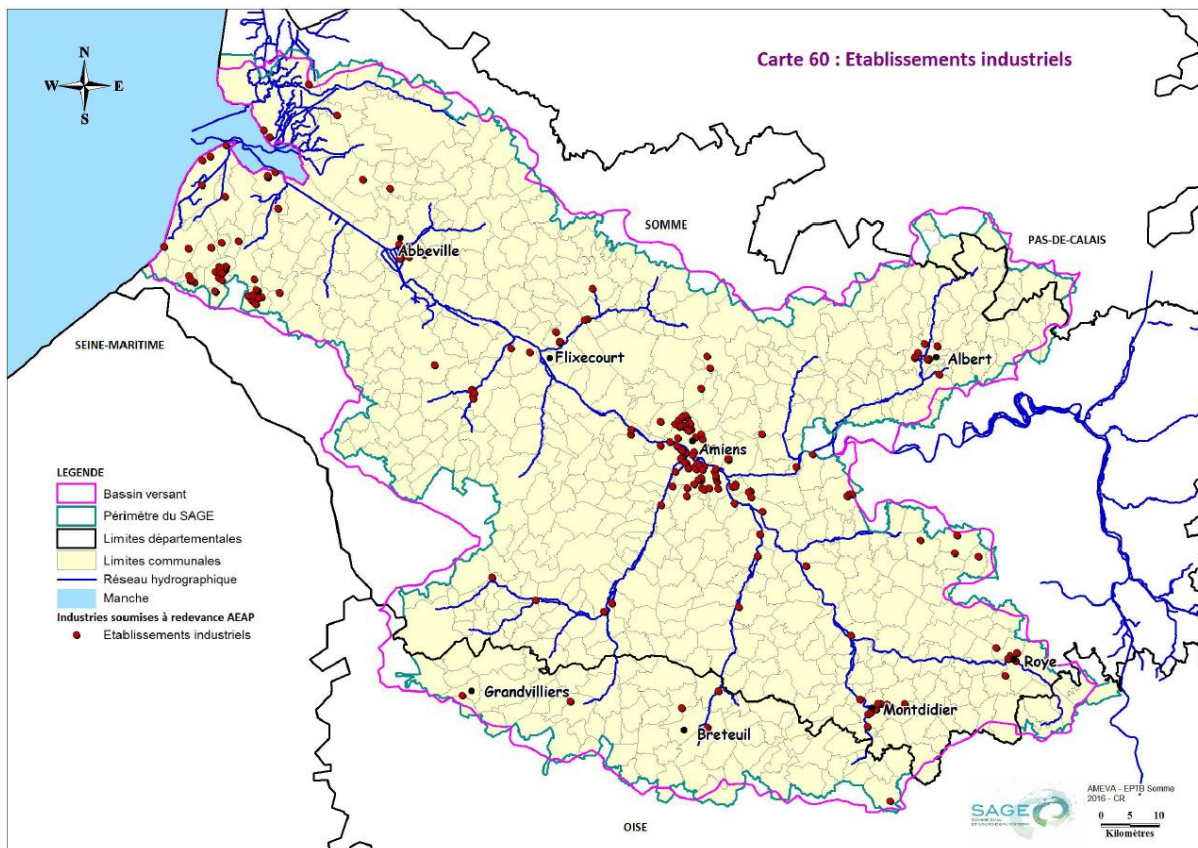 Carte 60 : Etablissements industriels
N
W E
S
SOMME
PAS-DE-CALAIS
Abbeville
SEINE-MARITIME
Flixecourt
Albert
Amiens
LEGENDE
Bassin versant
Périmètre du SAGE
Limites départementales
Limites communales
Réseau hydrographique
Manche
Industries soumises à redevance AEAP
Etablissements industriels
Roye
Grandvilliers
Montdidier
Breteuil
OISE
SAGE
AMEVA - EPTB Somme
2016 - CR
0 5 10
Kilomètres